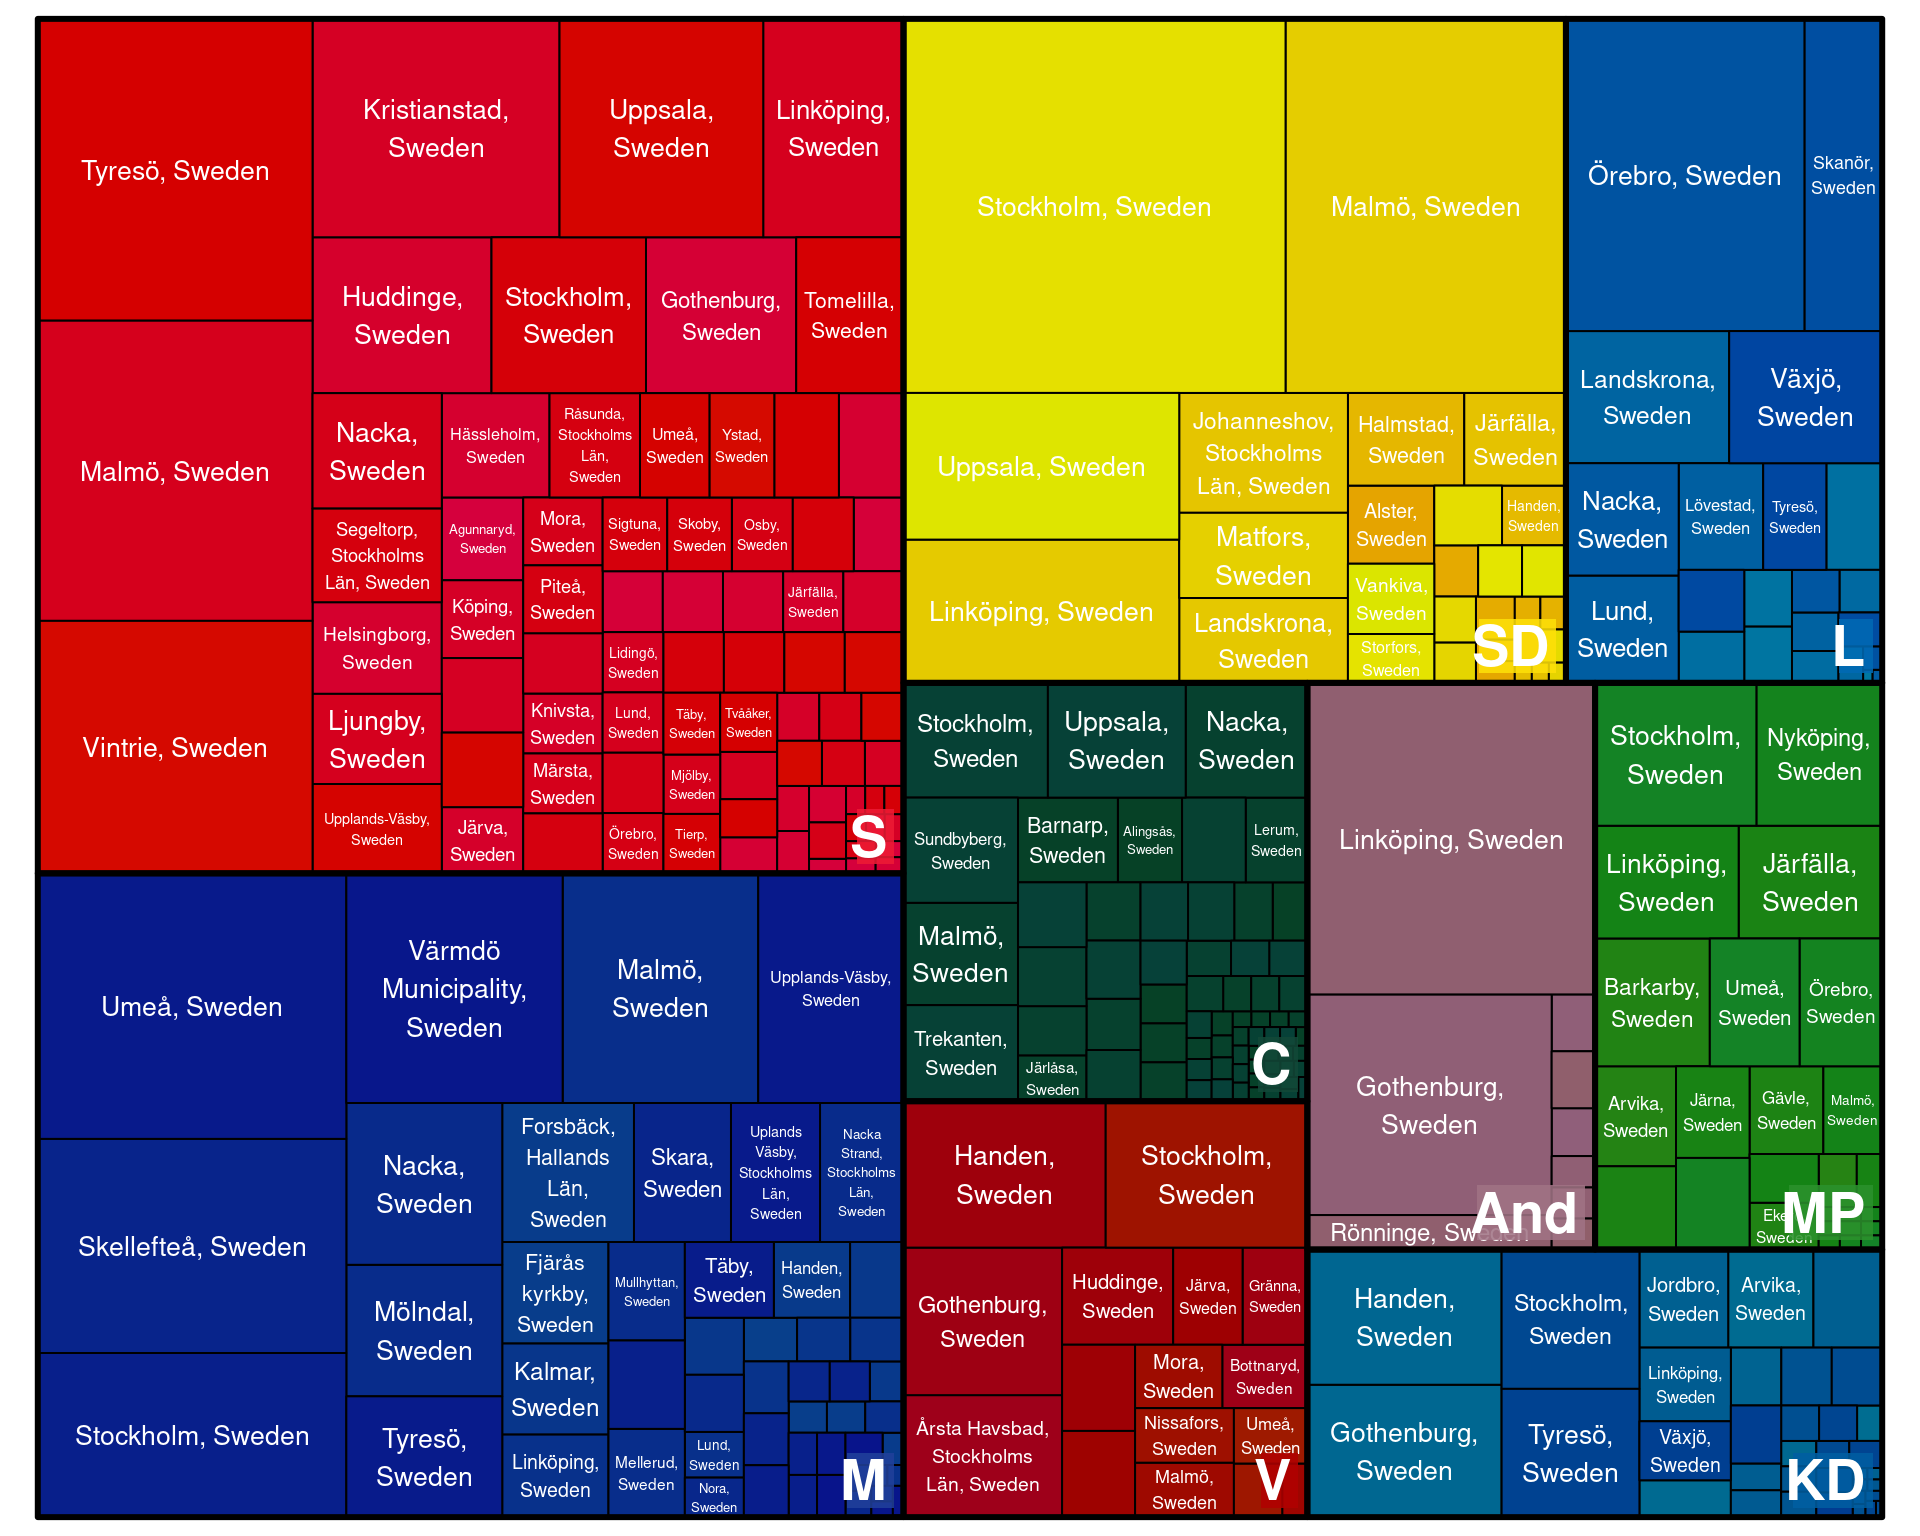 Tyresö, Sweden
Malmö, Sweden
Vintrie, Sweden
Kristianstad,
Sweden
Uppsala,
Sweden
Linköping,
Sweden
Huddinge,
Sweden
Stockholm,
Sweden
Gothenburg,
Sweden
Tomelilla,
Sweden
Nacka,
Sweden
Segeltorp,
Stockholms
Län, Sweden
Helsingborg,
Sweden
Ljungby,
Sweden
Upplands-Väsby,
Sweden
Hässleholm,
Sweden
Råsunda,
Stockholms
Län,
Sweden
Umeå,
Sweden
Ystad,
Sweden
Agunnaryd,
Sweden
Köping,
Sweden
Järva,
Sweden
Mora,
Sweden
Piteå,
Sweden
Knivsta,
Sweden
Märsta,
Sweden
Sigtuna,
Sweden
Skoby,
Sweden
Osby,
Sweden
Järfälla,
Sweden
Lidingö,
Sweden
Lund,
Sweden
Örebro,
Sweden
Täby,
Sweden
Mjölby,
Sweden
Tierp,
Sweden
Tvååker,
Sweden
S
Stockholm, Sweden
Malmö, Sweden
Uppsala, Sweden
Linköping, Sweden
Johanneshov,
Stockholms
Län, Sweden
Matfors,
Sweden
Landskrona,
Sweden
Halmstad,
Sweden
Järfälla,
Sweden
Alster,
Sweden
Handen,
Sweden
Vankiva,
Sweden
Storfors,
Sweden
SD
Örebro, Sweden
Skanör,
Sweden
Landskrona,
Sweden
Växjö,
Sweden
Nacka,
Sweden
Lund,
Sweden
Lövestad,
Sweden
Tyresö,
Sweden
L
Umeå, Sweden
Skellefteå, Sweden
Stockholm, Sweden
Värmdö
Municipality,
Sweden
Malmö,
Sweden
Upplands-Väsby,
Sweden
Nacka,
Sweden
Mölndal,
Sweden
Tyresö,
Sweden
Forsbäck,
Hallands
Län,
Sweden
Skara,
Sweden
Uplands
Väsby,
Stockholms
Län,
Sweden
Nacka
Strand,
Stockholms
Län,
Sweden
Fjärås
kyrkby,
Sweden
Kalmar,
Sweden
Linköping,
Sweden
Mullhyttan,
Sweden
Mellerud,
Sweden
Täby,
Sweden
Handen,
Sweden
Lund,
Sweden
Nora,
Sweden
M
Stockholm,
Sweden
Uppsala,
Sweden
Nacka,
Sweden
Sundbyberg,
Sweden
Malmö,
Sweden
Trekanten,
Sweden
Barnarp,
Sweden
Alingsås,
Sweden
Lerum,
Sweden
Järlåsa,
Sweden
C
Handen,
Sweden
Stockholm,
Sweden
Gothenburg,
Sweden
Årsta Havsbad,
Stockholms
Län, Sweden
Huddinge,
Sweden
Järva,
Sweden
Gränna,
Sweden
Mora,
Sweden
Bottnaryd,
Sweden
Nissafors,
Sweden
Umeå,
Sweden
Malmö,
Sweden
V
Linköping, Sweden
Gothenburg,
Sweden
Rönninge, Sweden
And
Stockholm,
Sweden
Nyköping,
Sweden
Linköping,
Sweden
Järfälla,
Sweden
Barkarby,
Sweden
Umeå,
Sweden
Örebro,
Sweden
Arvika,
Sweden
Järna,
Sweden
Gävle,
Sweden
Malmö,
Sweden
Sweden
MP
Handen,
Sweden
Gothenburg,
Sweden
Stockholm,
Sweden
Tyresö,
Sweden
Jordbro,
Sweden
Arvika,
Sweden
Linköping,
Sweden
Växjö,
Sweden
KD